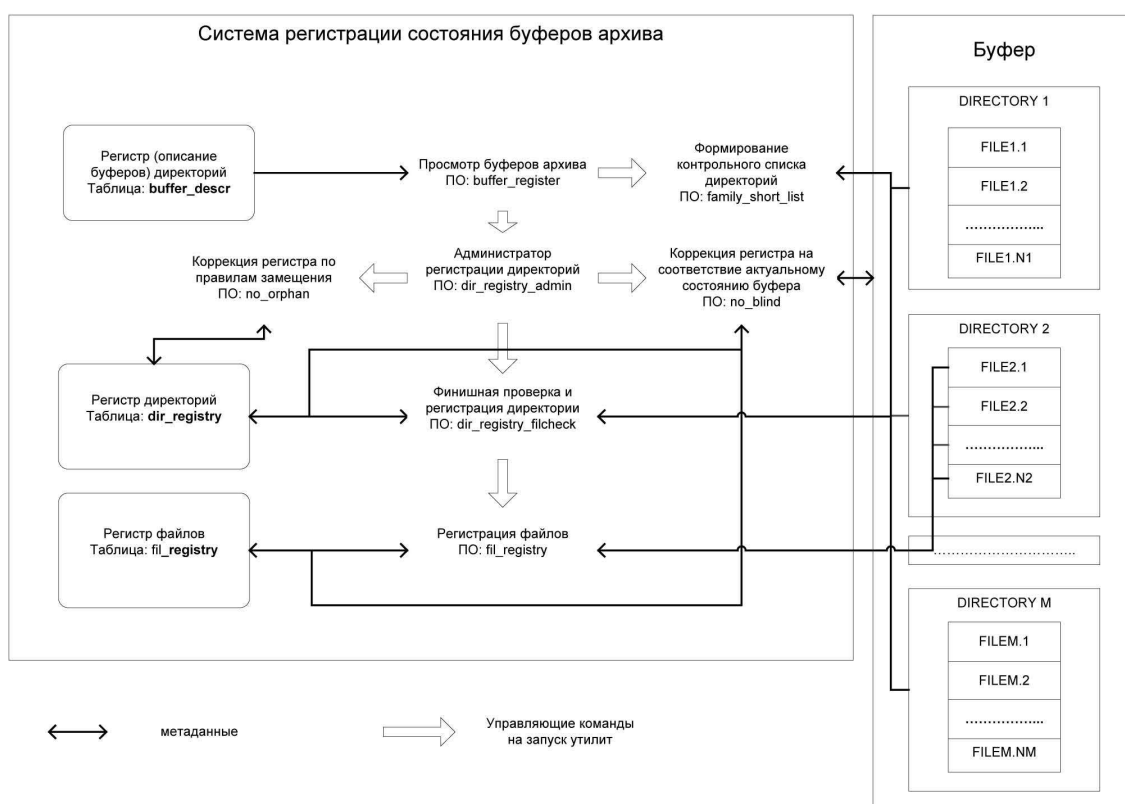 Система регистрации состояния буферов архива
Регистр (описание
буферов) директорий
Таблица: buffer_descr
Просмотр буферов архива
ПО: buffer_register
Формирование
контрольного списка
директорий
ПО: family_short_list
Коррекция регистра по
правилам замещения
ПО: no_orphan
Администратор
регистрации директорий
ПО: dir_registry_admin
Коррекция регистра на
соответствие актуальному
состоянию буфера
ПО: no_blind
Регистр директорий
Таблица: dir_registry
Финишная проверка и
регистрация директории
ПО: dir_registry_filcheck
Регистр файлов
Таблица: fil_registry
Регистрация файлов
ПО: fil_registry
Буфер
DIRECTORY 1
FILE1.1
FILE1.2
...................
FILE1.N1
DIRECTORY 2
FILE2.1
FILE2.2
...................
FILE2.N2
................................
DIRECTORY M
FILEM.1
FILEM.2
...................
FILEM.NM
метаданные
Управляющие команды
на запуск утилит